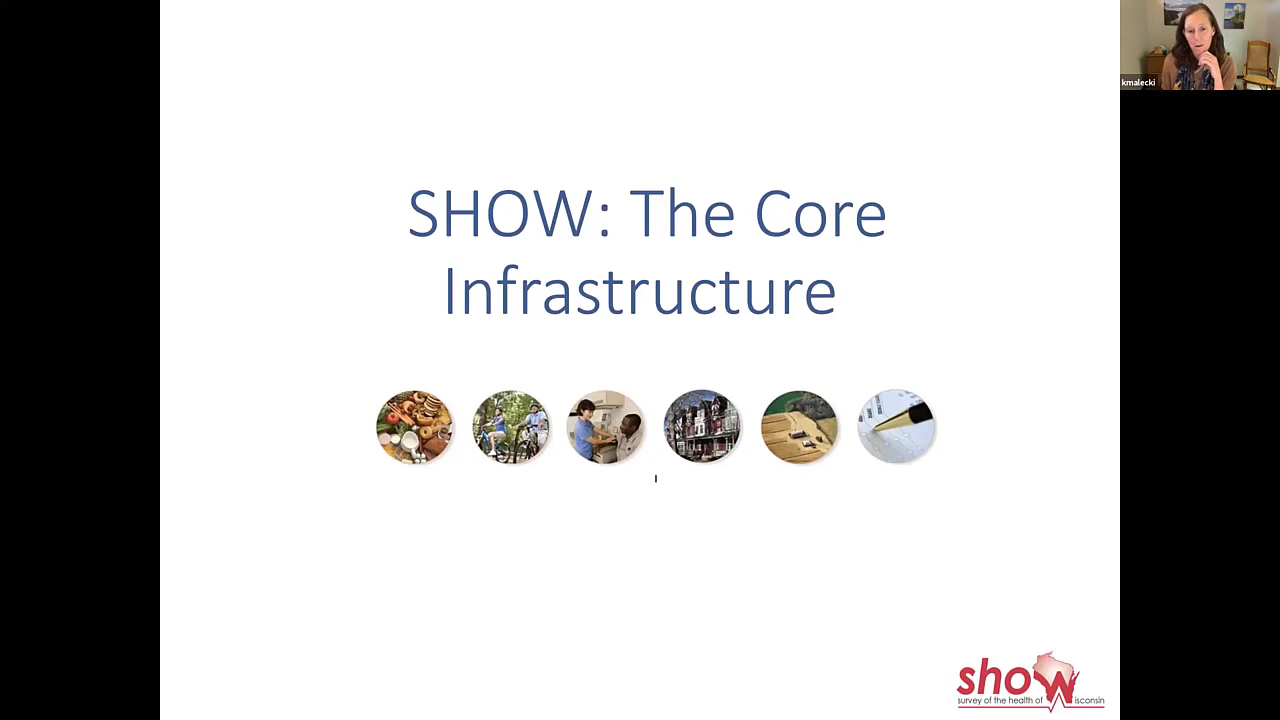 kmalecki
SHOW: The Core
Infrastructure
show
survey of the health of Wisconsin